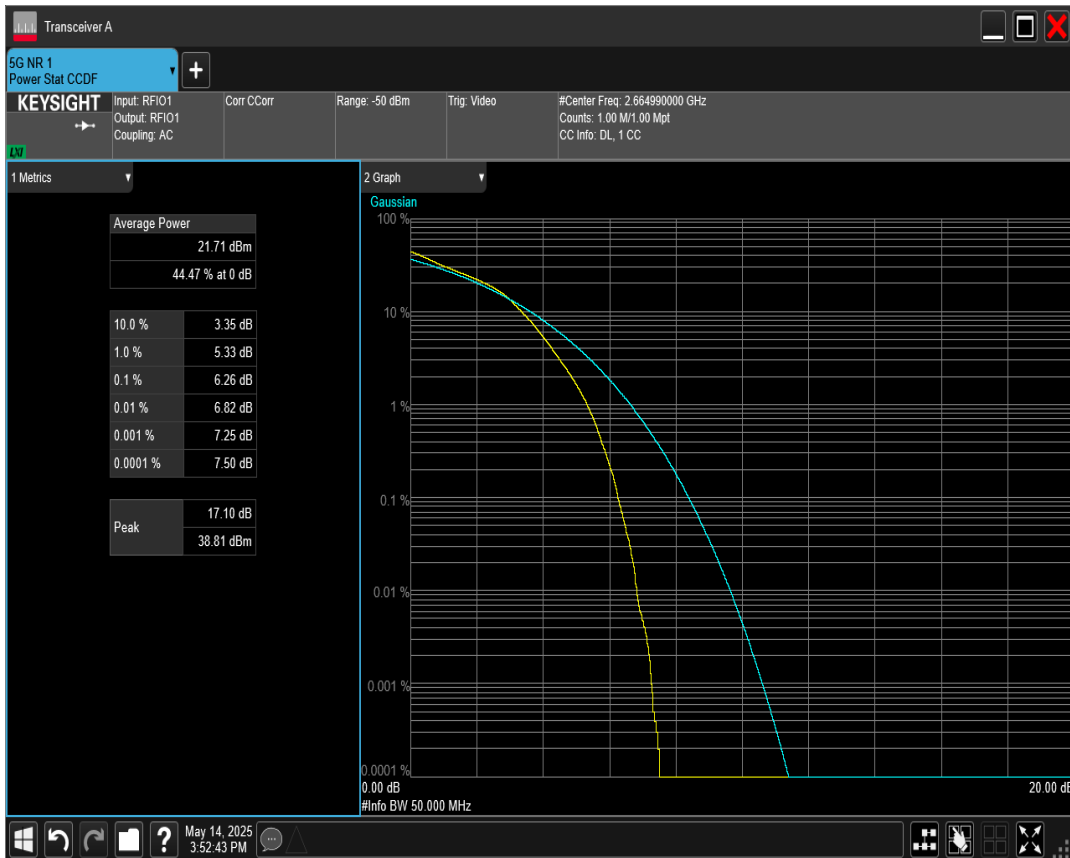 Transceiver A
5G NR 1
Power Stat CCDF
+
KEYSIGHT
LXI
Input: RFIO1
Output: RFIO1
Coupling: AC
Corr CCorr
Range: -50 dBm
Trig: Video
#Center Freq: 2.664990000 GHz
Counts: 1.00 M/1.00 Mpt
CC Info: DL, 1 CC
1 Metrics
Average Power
21.71 dBm
44.47 % at 0 dB
10.0 % 3.35 dB
1.0 % 5.33 dB
0.1 % 6.26 dB
0.01 % 6.82 dB
0.001 % 7.25 dB
0.0001 % 7.50 dB
Peak 17.10 dB
38.81 dBm
2 Graph
Gaussian
100 %
10 %
1 %
0.1 %
0.01 %
0.001 %
0.0001 %
0.00 dB 20.00 dB
#Info BW 50.000 MHz
? May 14, 2025
3:52:43 PM